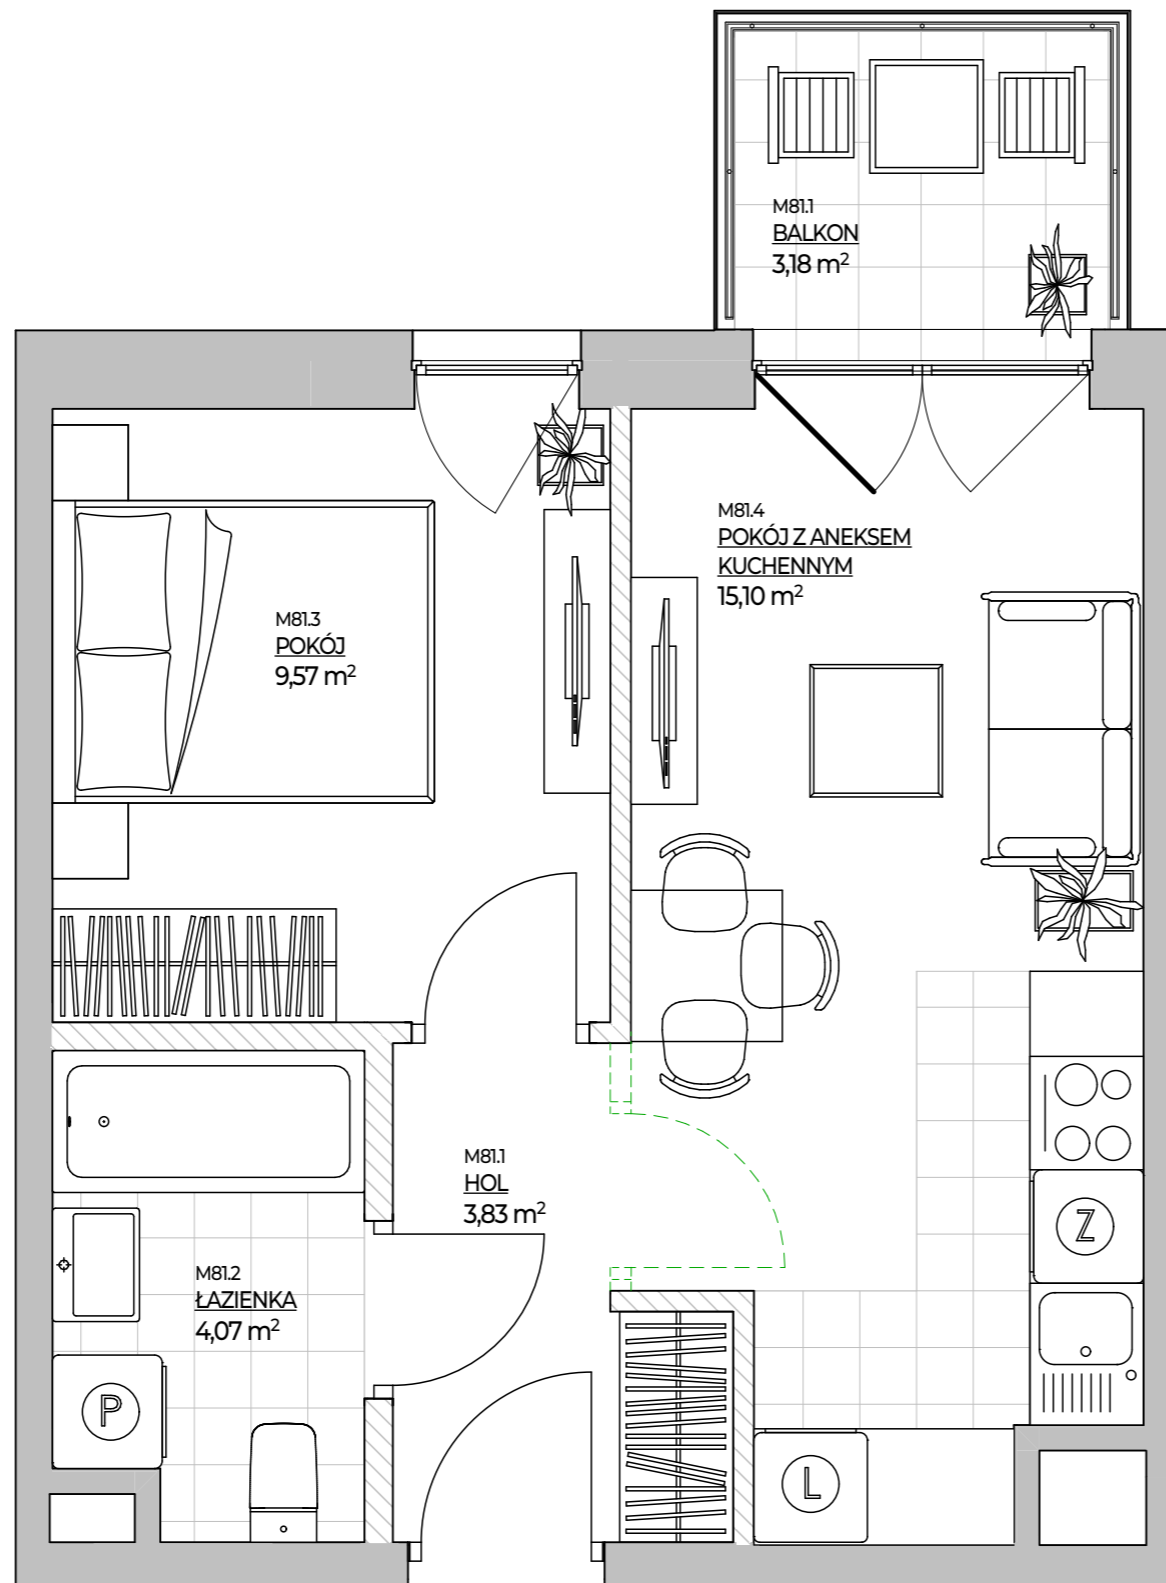 M81.1
BALKON
3,18 m²
M81.4
POKÓJ Z ANEKSEM
KUCHENNYM
15,10 m²
M81.3
POKÓJ
9,57 m²
M81.1
HOL
3,83 m²
Z
M81.2
ŁAZIENKA
4,07 m²
P
L